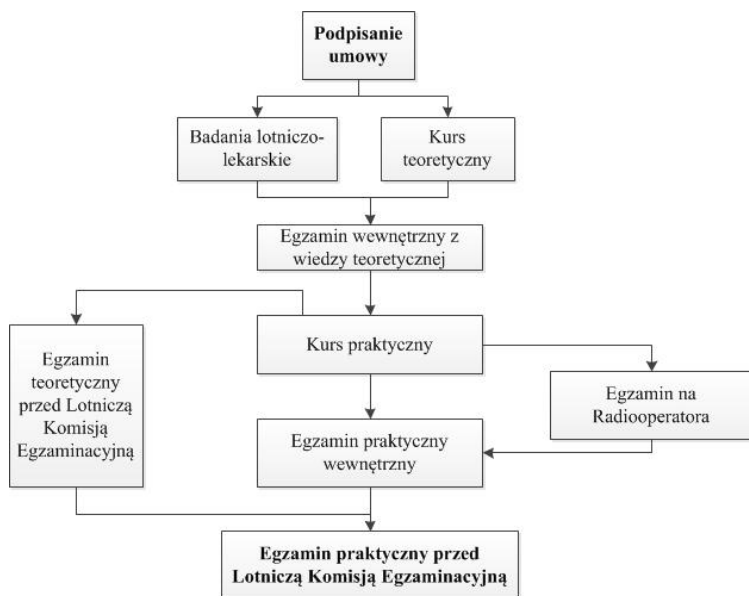 Podpisanie
umowy
Badania lotniczo-
lekarskie
Kurs
teoretyczny
Egzamin wewnętrzny z
wiedzy teoretycznej
Kurs praktyczny
Egzamin
teoretyczny
przed Lotniczą
Komisją
Egzaminacyjną
Egzamin na
Radiooperatora
Egzamin praktyczny
wewnętrzny
Egzamin praktyczny przed
Lotniczą Komisją Egzaminacyjną